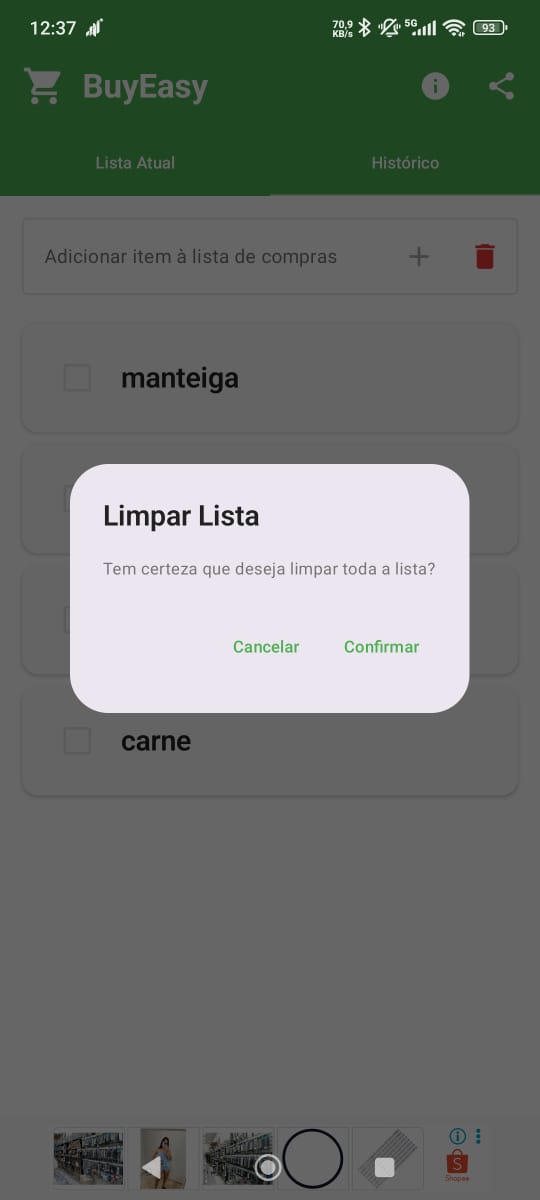 12:37
70,9
KB/s
5G
93
BuyEasy
Lista Atual
Histórico
Adicionar item à lista de compras
manteiga
Limpar Lista
Tem certeza que deseja limpar toda a lista?
Cancelar
Confirmar
carne
Shopee